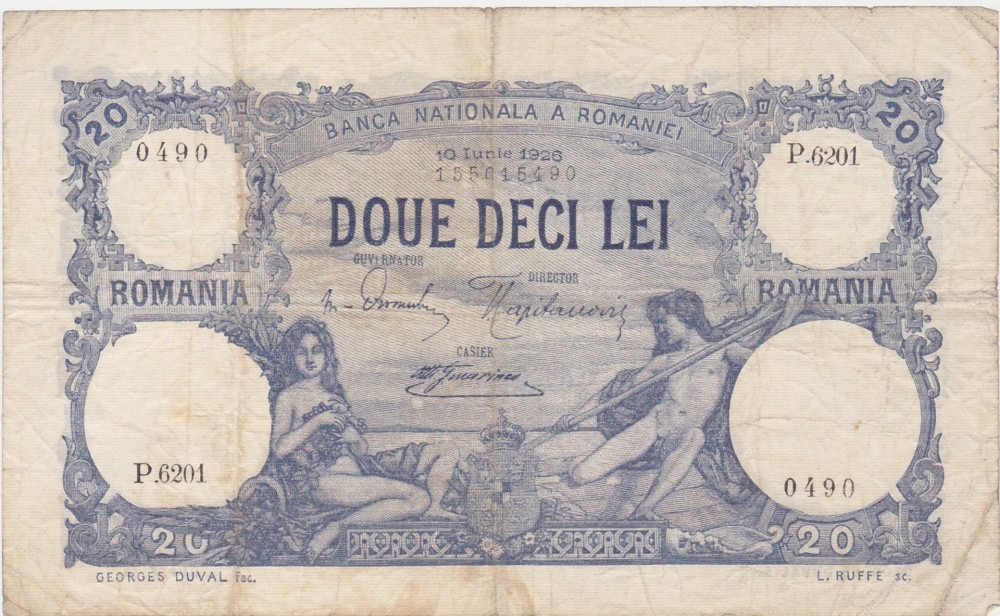 20 20
BANCA NATIONALA A ROMANIEI
0490
P.6201
10 Iunie 1926
155015490
DOUE DECI LEI
GUVERNATOR
DIRECTOR
ROMANIA ROMANIA
CASIER
P.6201
0490
20 20
GEORGES DUVAL Fec.
L. RUFFE sc.